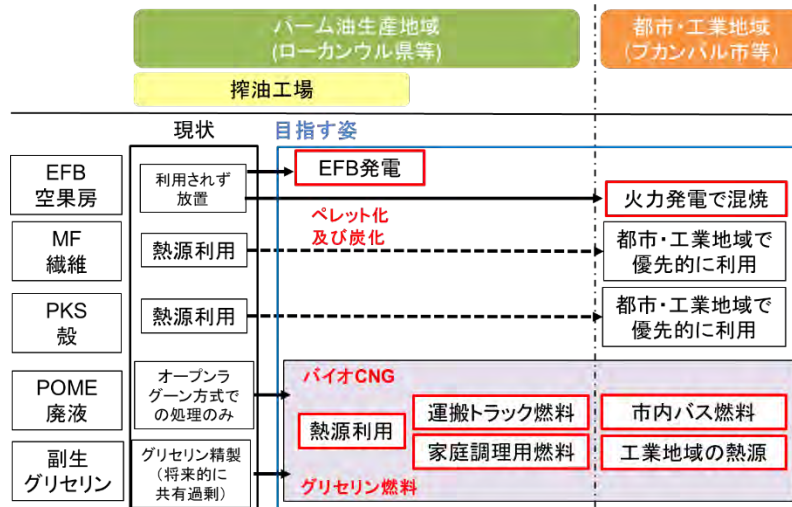 パーム油生産地域
(ローカンウル県等)
都市・工業地域
(プカンバル市等)
搾油工場
現状
目指す姿
EFB
空果房
利用されず
放置
EFB発電
火力発電で混焼
ペレット化
及び炭化
MF
繊維
熱源利用
都市・工業地域で
優先的に利用
PKS
殻
熱源利用
都市・工業地域で
優先的に利用
POME
廃液
オープンラ
グーン方式で
の処理のみ
バイオCNG
熱源利用
運搬トラック燃料
市内バス燃料
家庭調理用燃料
工業地域の熱源
副生
グリセリン
グリセリン精製
(将来的に
共有過剰)
グリセリン燃料